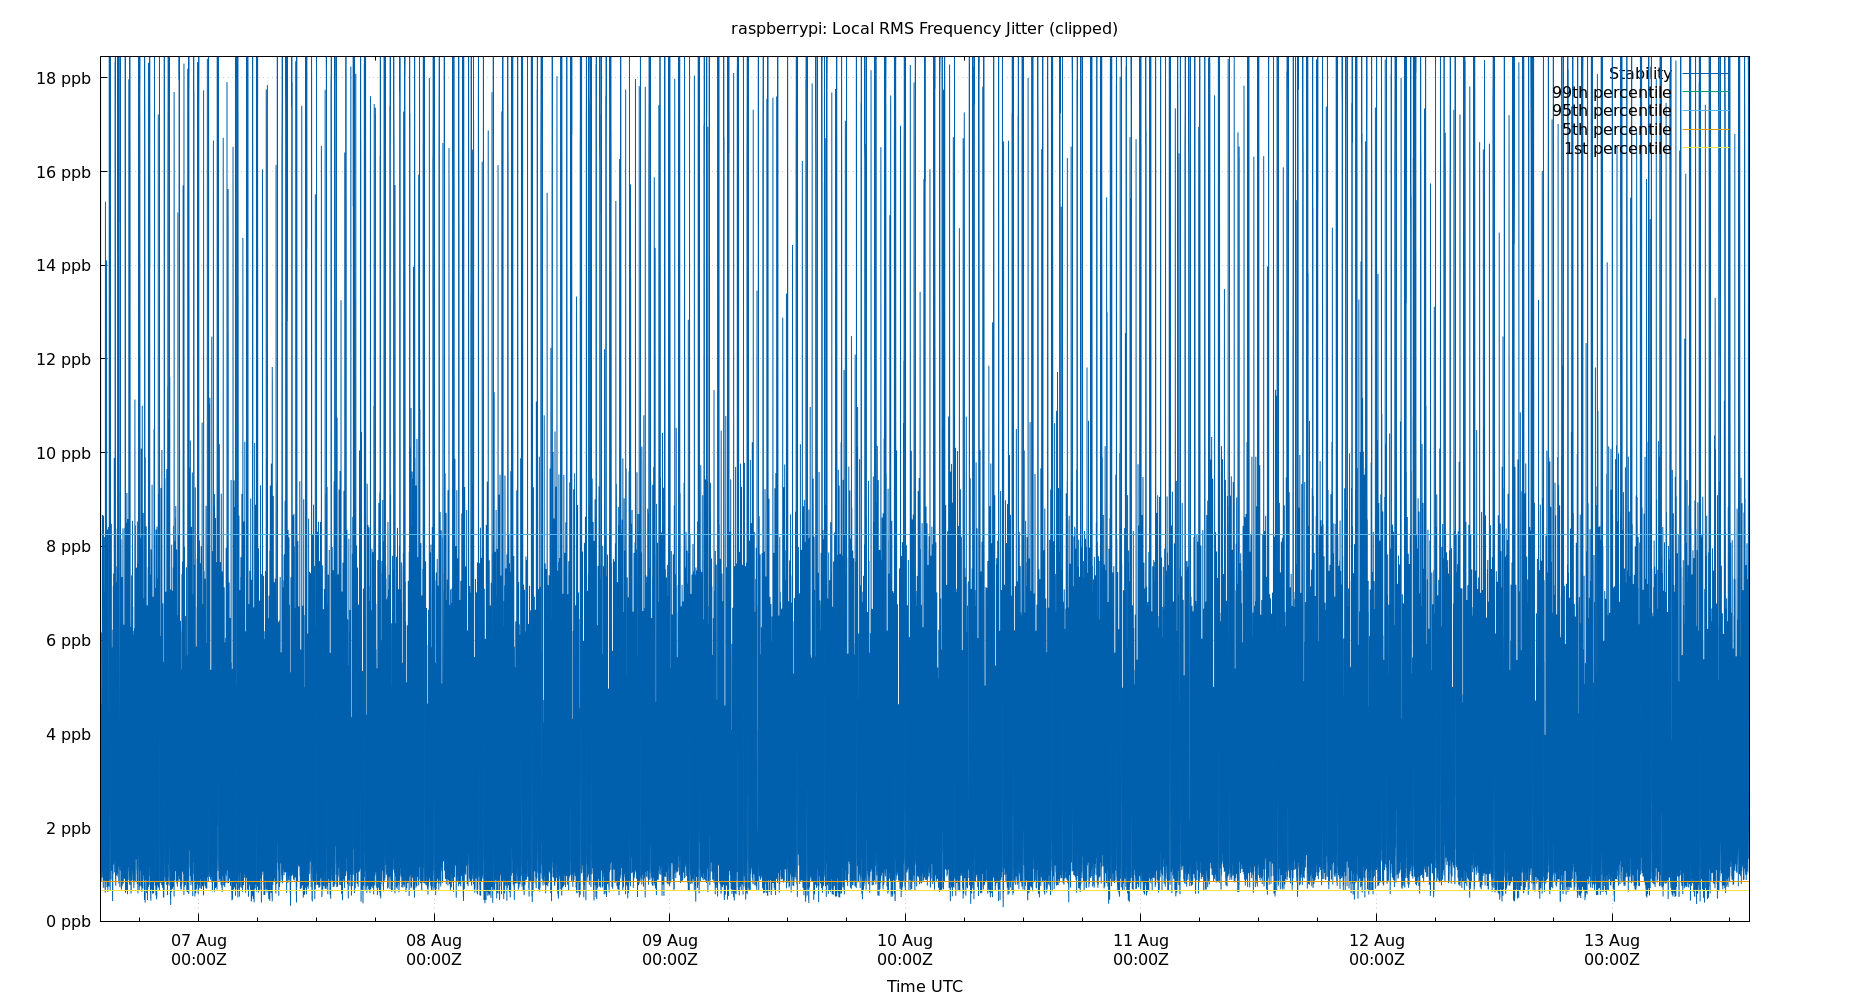 raspberrypi: Local RMS Frequency Jitter (clipped)
18 ppb
16 ppb
14 ppb
12 ppb
10 ppb
8 ppb
6 ppb
4 ppb
2 ppb
0 ppb
Stability
99th percentile
95th percentile
5th percentile
1st percentile
07 Aug
00:00Z
08 Aug
00:00Z
09 Aug
00:00Z
10 Aug
00:00Z
11 Aug
00:00Z
12 Aug
00:00Z
13 Aug
00:00Z
Time UTC